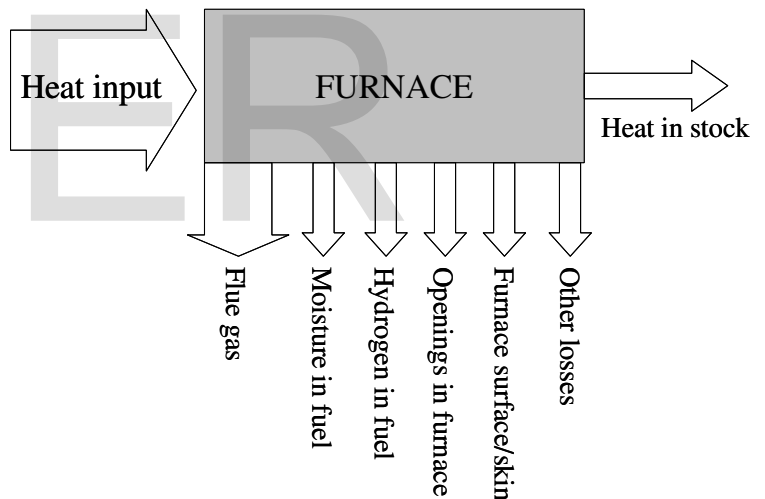 Heat input
FURNACE
Heat in stock
Flue gas
Moisture in fuel
Hydrogen in fuel
Openings in furnace
Furnace surface/skin
Other losses
ER